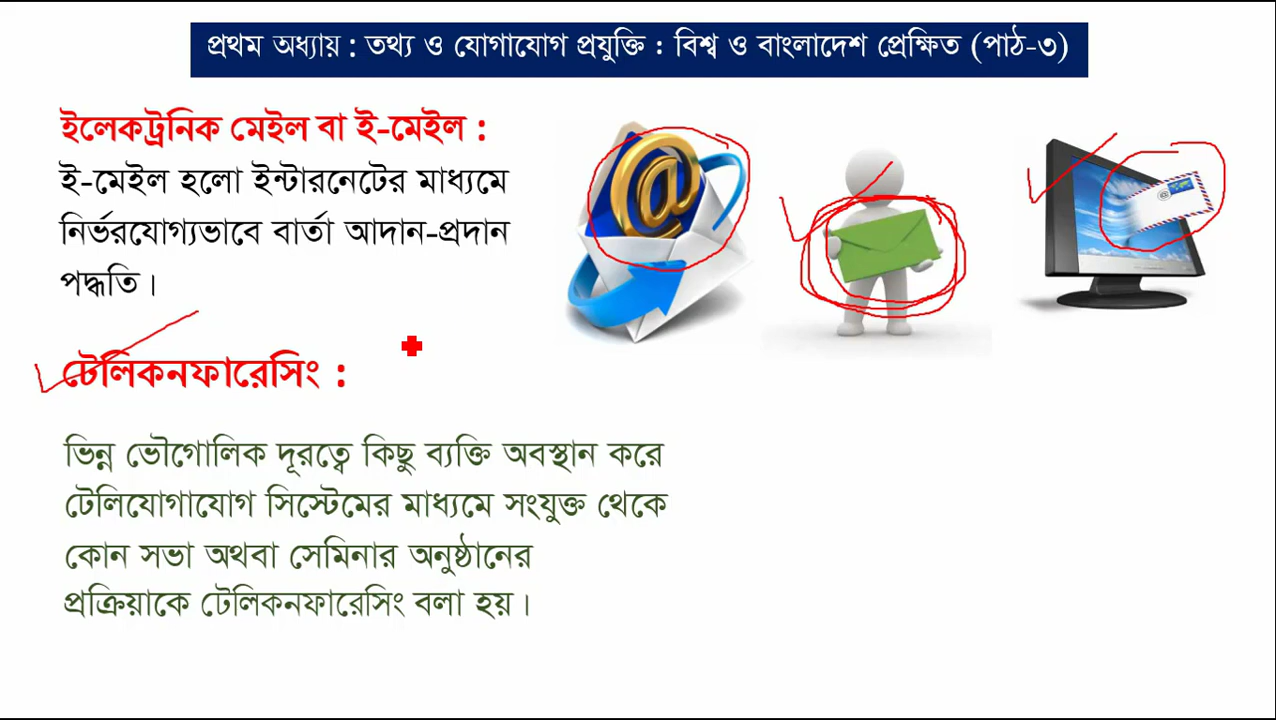 প্রথম অধ্যায় : তথ্য ও যোগাযোগ প্রযুক্তি : বিশ্ব ও বাংলাদেশ প্রেক্ষিত (পাঠ-৩)
ইলেকট্রনিক মেইল বা ই-মেইল :
ই-মেইল হলো ইন্টারনেটের মাধ্যমে
নির্ভরযোগ্যভাবে বার্তা আদান-প্রদান
পদ্ধতি।
টেলিকনফারেসিং :
ভিন্ন ভৌগোলিক দূরত্বে কিছু ব্যক্তি অবস্থান করে
টেলিযোগাযোগ সিস্টেমের মাধ্যমে সংযুক্ত থেকে
কোন সভা অথবা সেমিনার অনুষ্ঠানের
প্রক্রিয়াকে টেলিকনফারেসিং বলা হয়।